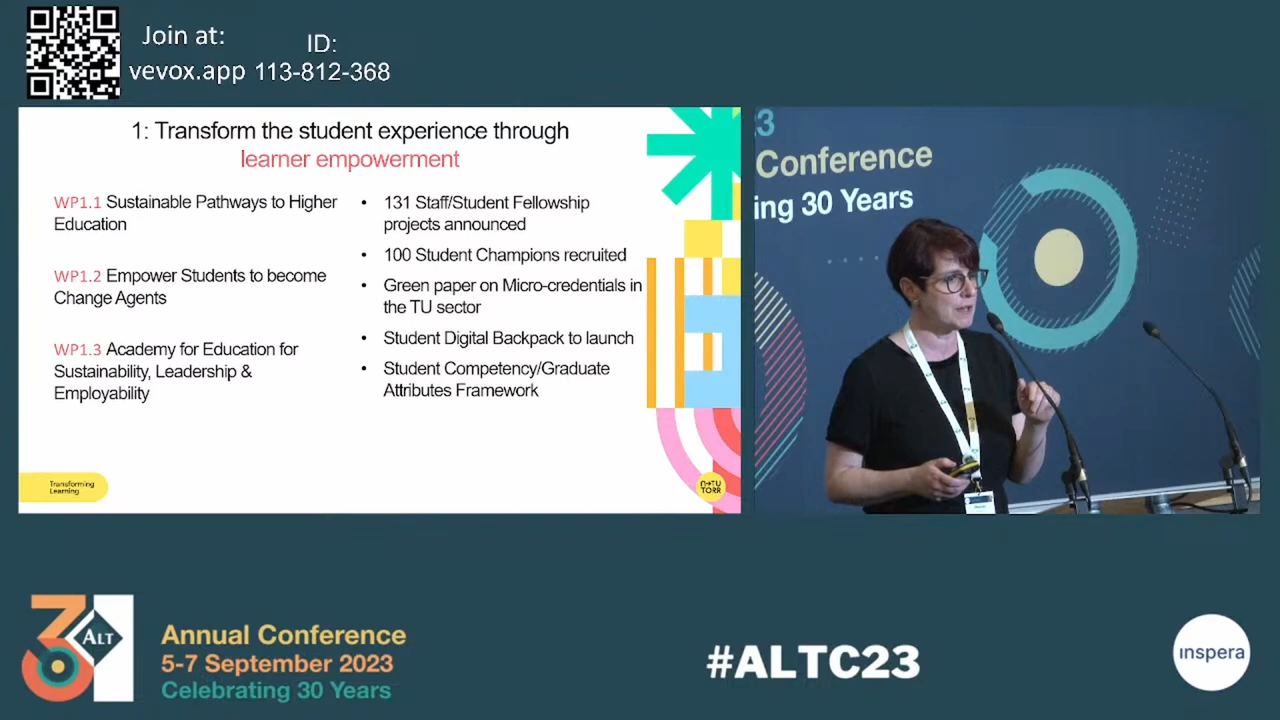 Join at:
vevox.app
ID:
113-812-368
1: Transform the student experience through
learner empowerment
WP1.1 Sustainable Pathways to Higher
Education
WP1.2 Empower Students to become
Change Agents
WP1.3 Academy for Education for
Sustainability, Leadership &
Employability
• 131 Staff/Student Fellowship
projects announced
• 100 Student Champions recruited
• Green paper on Micro-credentials in
the TU sector
• Student Digital Backpack to launch
• Student Competency/Graduate
Attributes Framework
Transforming
Learning
N→TU
TORR
3
Conference
ing 30 Years
30
ALT
Annual Conference
5-7 September 2023
Celebrating 30 Years
#ALTC23
inspera